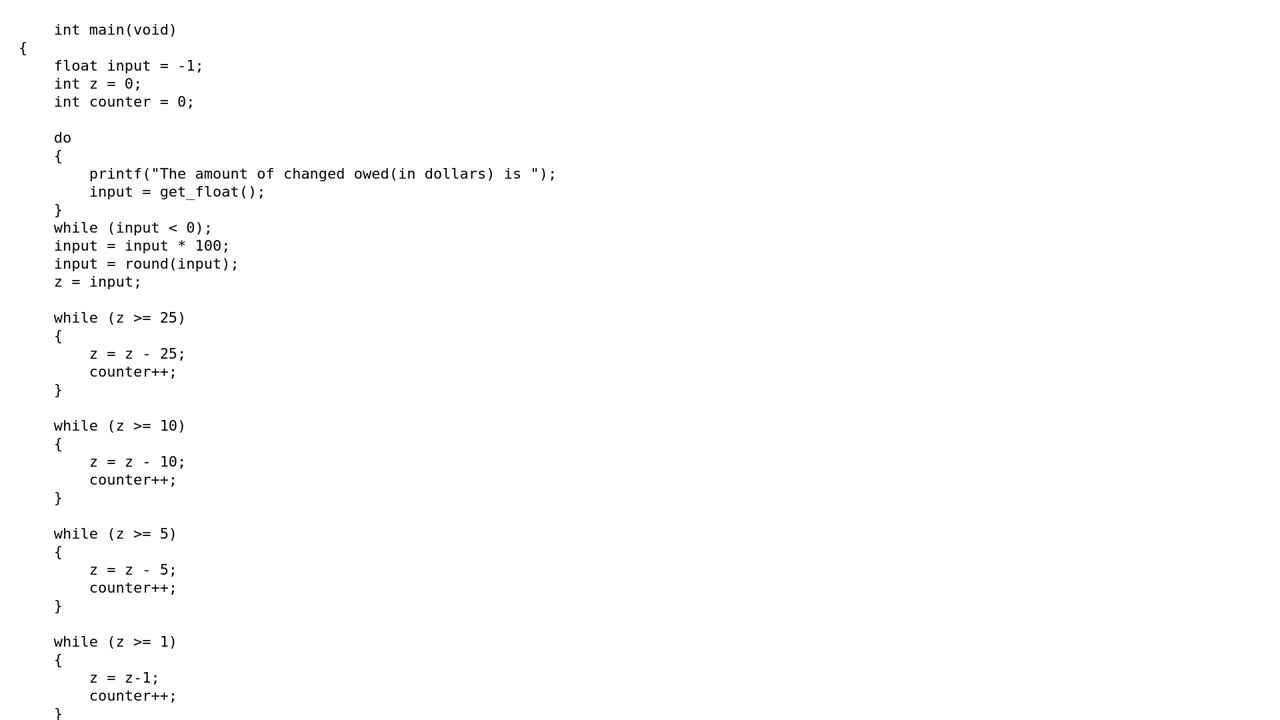 int main(void)
{
float input = -1;
int z = 0;
int counter = 0;
do
{
printf("The amount of changed owed(in dollars) is ");
input = get_float();
}
while (input < 0);
input = input * 100;
input = round(input);
z = input;
while (z >= 25)
{
z = z - 25;
counter++;
}
while (z >= 10)
{
z = z - 10;
counter++;
}
while (z >= 5)
{
z = z - 5;
counter++;
}
while (z >= 1)
{
z = z-1;
counter++;
}